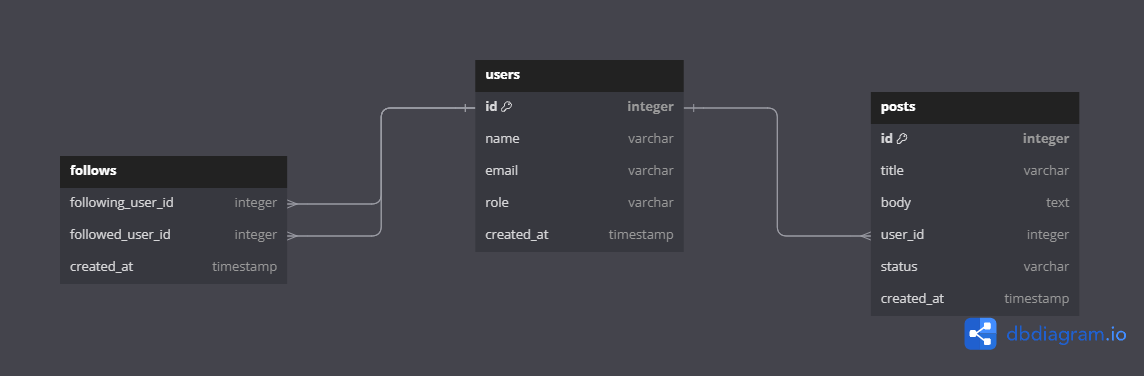 users
id integer
name varchar
email varchar
role varchar
created_at timestamp
posts
id integer
title varchar
body text
user_id integer
status varchar
created_at timestamp
follows
following_user_id integer
followed_user_id integer
created_at timestamp
dbdiagram.io